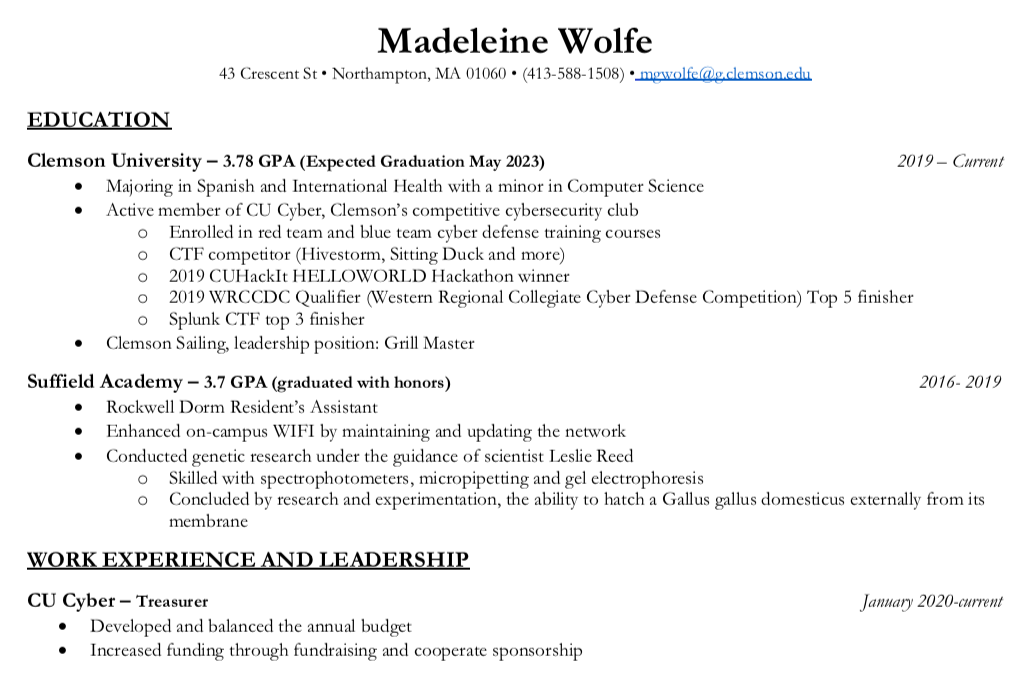 Madeleine Wolfe
43 Crescent St • Northampton, MA 01060 • (413-588-1508) • mgwolfe@g.clemson.edu
EDUCATION
Clemson University – 3.78 GPA (Expected Graduation May 2023) 2019 – Current
• Majoring in Spanish and International Health with a minor in Computer Science
• Active member of CU Cyber, Clemson's competitive cybersecurity club
o Enrolled in red team and blue team cyber defense training courses
o CTF competitor (Hivestorm, Sitting Duck and more)
o 2019 CUHackIt HELLOWORLD Hackathon winner
o 2019 WRCCDC Qualifier (Western Regional Collegiate Cyber Defense Competition) Top 5 finisher
o Splunk CTF top 3 finisher
• Clemson Sailing, leadership position: Grill Master
Suffield Academy – 3.7 GPA (graduated with honors) 2016- 2019
• Rockwell Dorm Resident's Assistant
• Enhanced on-campus WIFI by maintaining and updating the network
• Conducted genetic research under the guidance of scientist Leslie Reed
o Skilled with spectrophotometers, micropipetting and gel electrophoresis
o Concluded by research and experimentation, the ability to hatch a Gallus gallus domesticus externally from its
membrane
WORK EXPERIENCE AND LEADERSHIP
CU Cyber – Treasurer January 2020-current
• Developed and balanced the annual budget
• Increased funding through fundraising and cooperate sponsorship